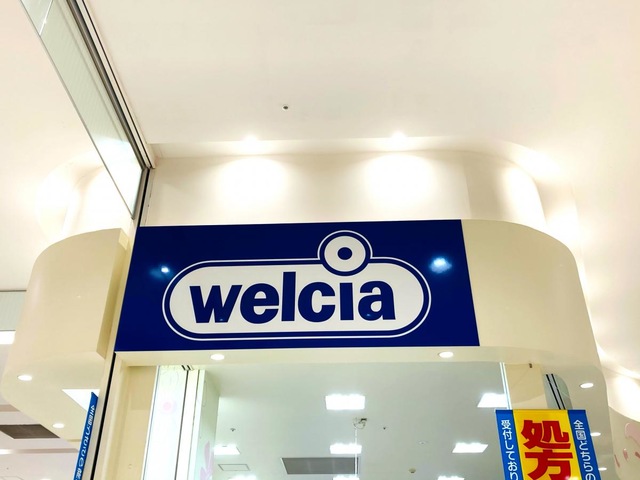 welcia
処方
全国どちらの
受付しており